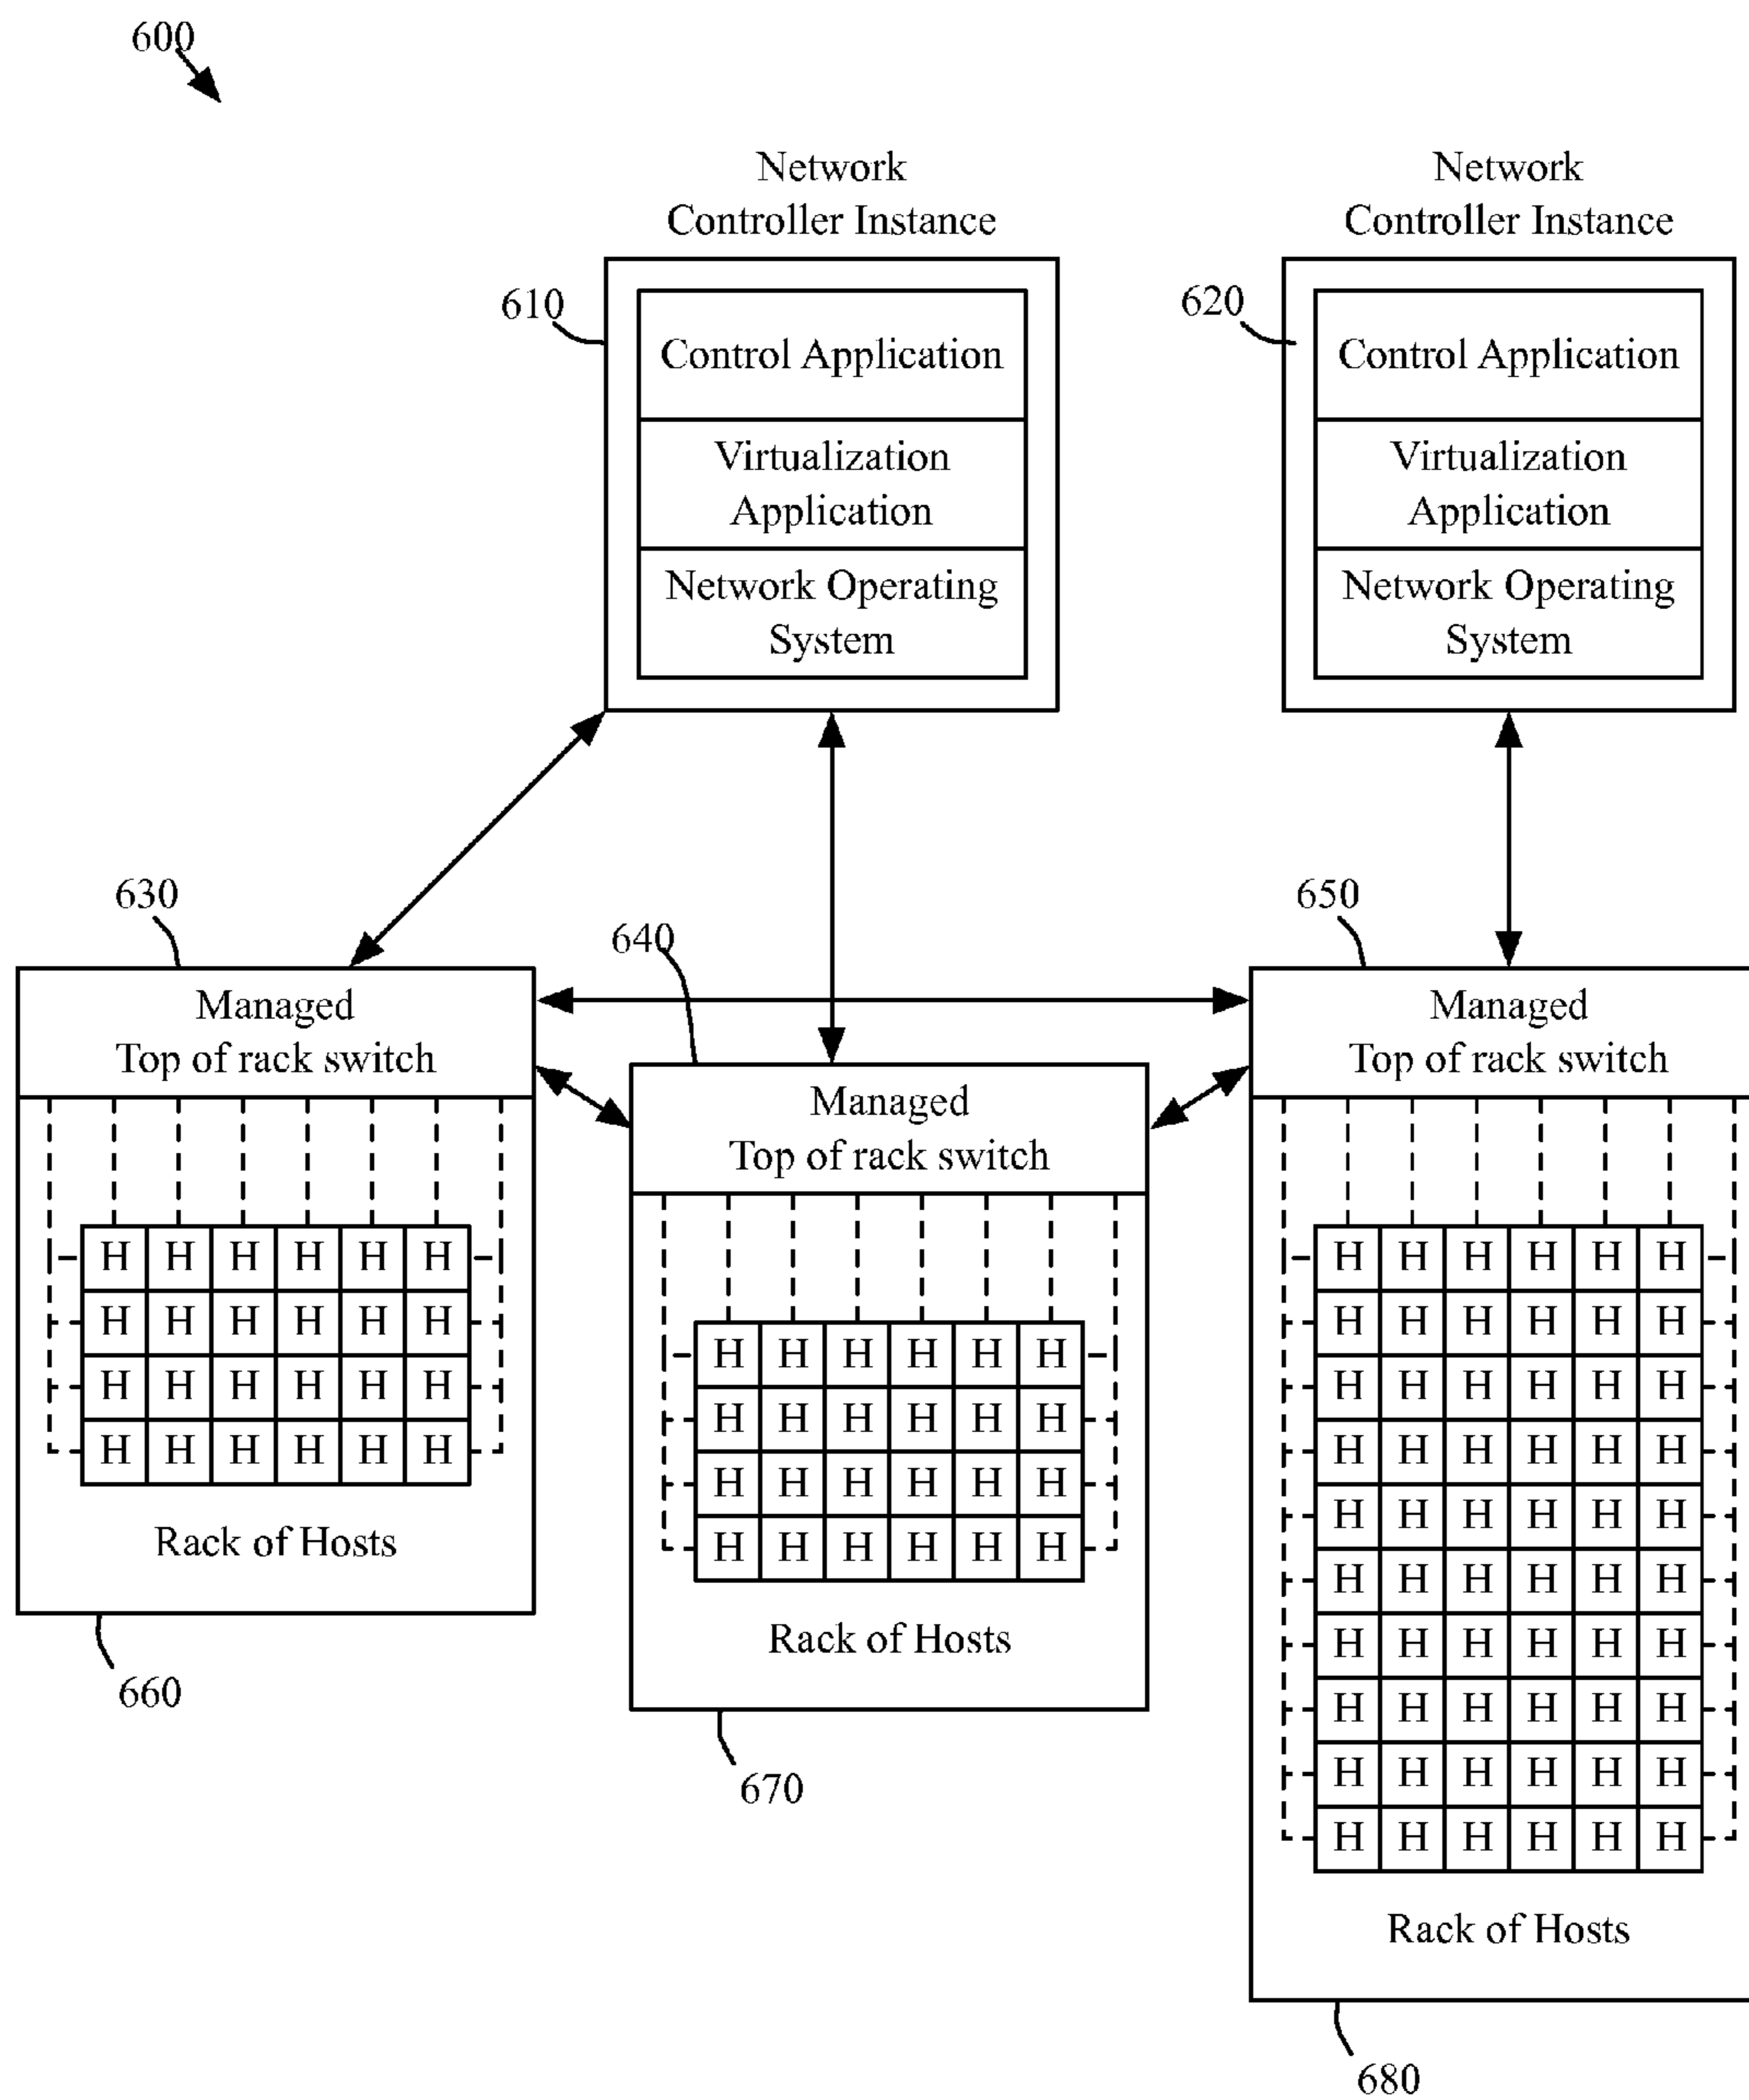 600
Network
Controller Instance
Network
Controller Instance
610
Control Application
Virtualization
Application
Network Operating
System
620
Control Application
Virtualization
Application
Network Operating
System
630
Managed
Top of rack switch
H H H H H H
H H H H H H
H H H H H H
H H H H H H
Rack of Hosts
660
640
Managed
Top of rack switch
H H H H H H
H H H H H H
H H H H H H
H H H H H H
Rack of Hosts
670
650
Managed
Top of rack switch
H H H H H H
H H H H H H
H H H H H H
H H H H H H
H H H H H H
H H H H H H
H H H H H H
H H H H H H
H H H H H H
H H H H H H
Rack of Hosts
680